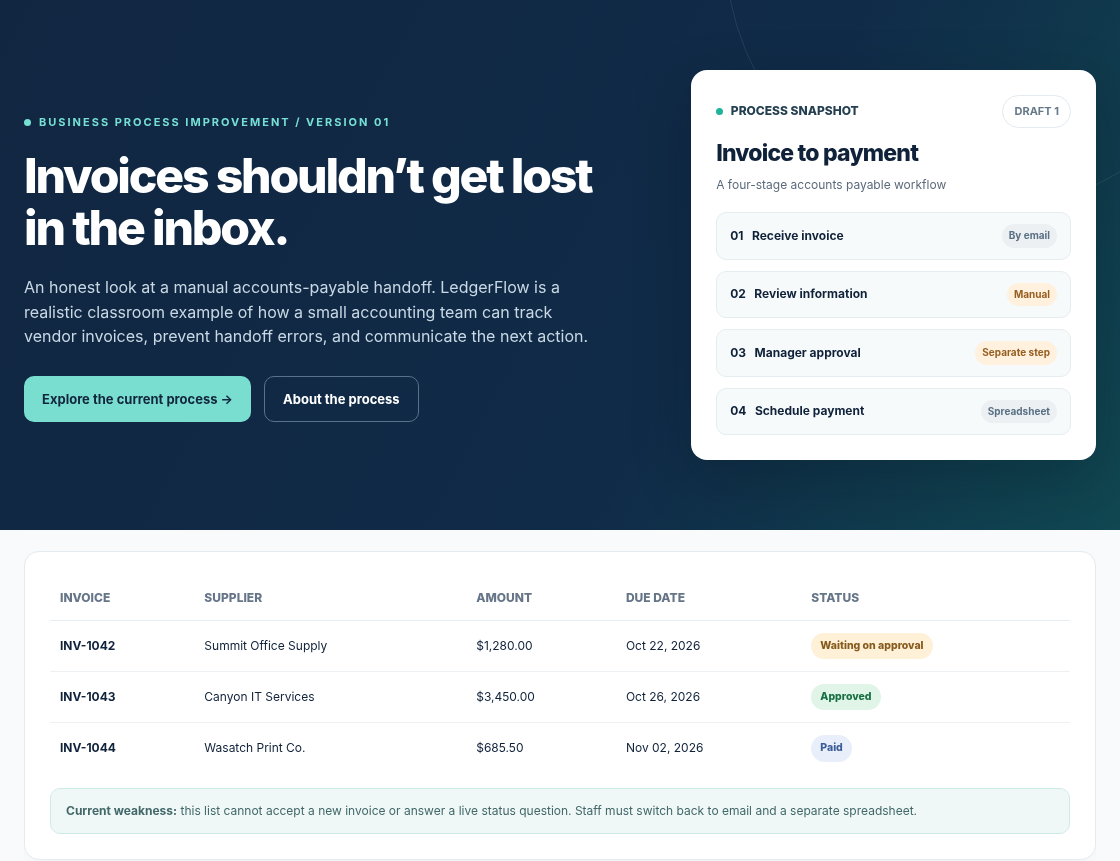 BUSINESS PROCESS IMPROVEMENT / VERSION 01
Invoices shouldn’t get lost
in the inbox.
An honest look at a manual accounts-payable handoff. LedgerFlow is a
realistic classroom example of how a small accounting team can track
vendor invoices, prevent handoff errors, and communicate the next action.
Explore the current process →
About the process
PROCESS SNAPSHOT
DRAFT 1
Invoice to payment
A four-stage accounts payable workflow
01 Receive invoice By email
02 Review information Manual
03 Manager approval Separate step
04 Schedule payment Spreadsheet
INVOICE SUPPLIER AMOUNT DUE DATE STATUS
INV-1042 Summit Office Supply $1,280.00 Oct 22, 2026 Waiting on approval
INV-1043 Canyon IT Services $3,450.00 Oct 26, 2026 Approved
INV-1044 Wasatch Print Co. $685.50 Nov 02, 2026 Paid
Current weakness: this list cannot accept a new invoice or answer a live status question. Staff must switch back to email and a separate spreadsheet.